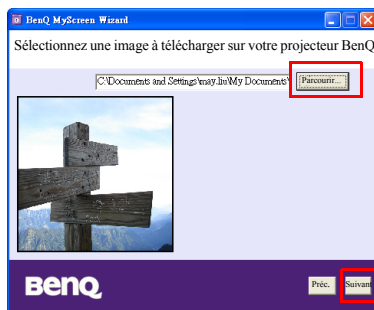 BenQ MyScreen Wizard
Sélectionnez une image à télécharger sur votre projecteur BenQ
C:\Documents and Settings\may.liu\My Documents\
Parcourir...
BenQ
Préc.
Suivant